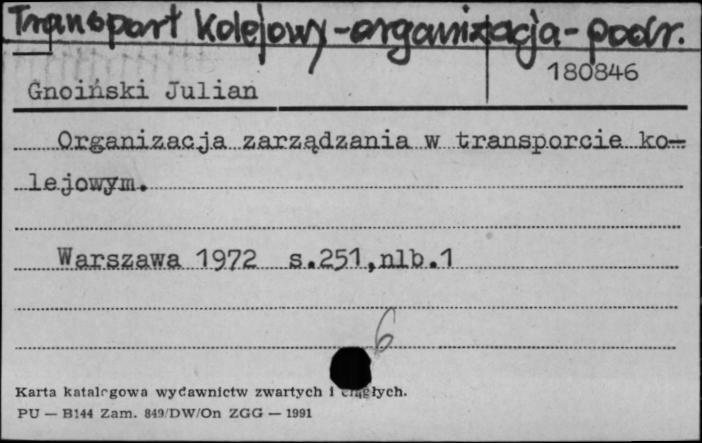 Transport kolejowy-organizacja-podr.
180846
Gnoiński Julian
Organizacja zarządzania w transporcie ko-
lejowym.
Warszawa 1972 s.251,nlb.1
6
Karta katalogowa wydawnictw zwartych i ciągłych.
PU — B144 Zam. 849/DW/On ZGG — 1991